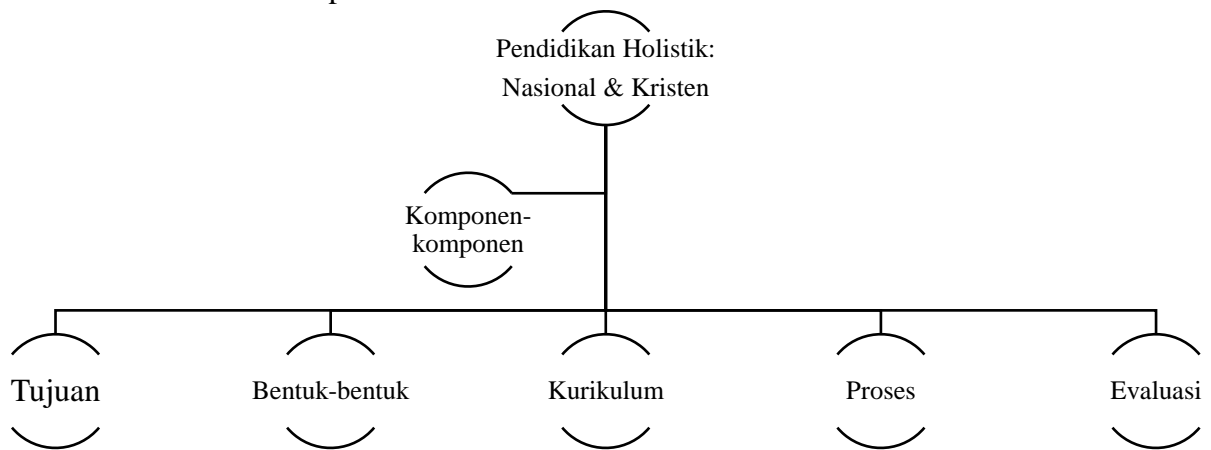 Pendidikan Holistik:
Nasional & Kristen
Komponen-
komponen
Tujuan
Bentuk-bentuk
Kurikulum
Proses
Evaluasi